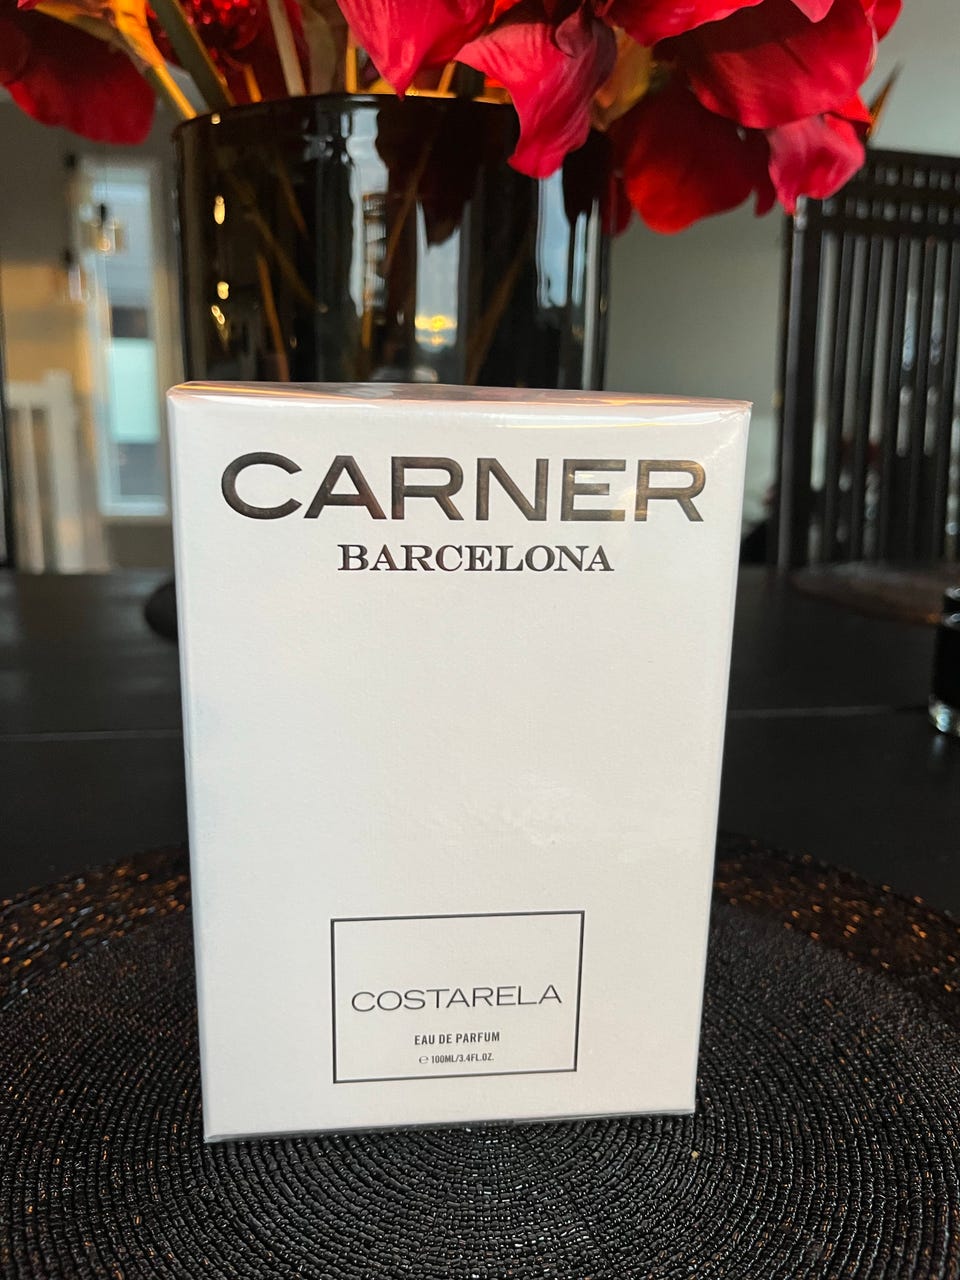 CARNER
BARCELONA
COSTARELA
EAU DE PARFUM
℮ 100ML/3.4FL.OZ.